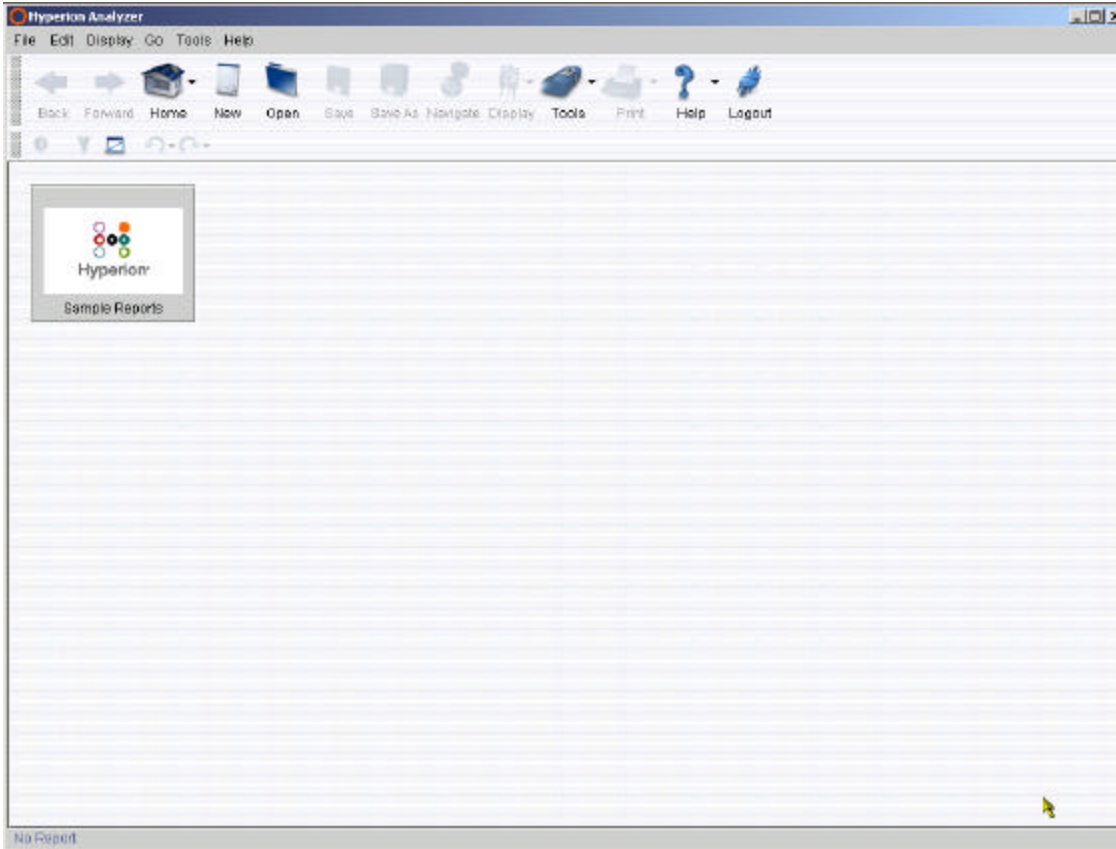 Hyperion Analyzer
File Edit Display Go Tools Help
Back Forward Home New Open Save Save As Navigate Display Tools Print Help Logout
Hyperion
Sample Reports
No Report